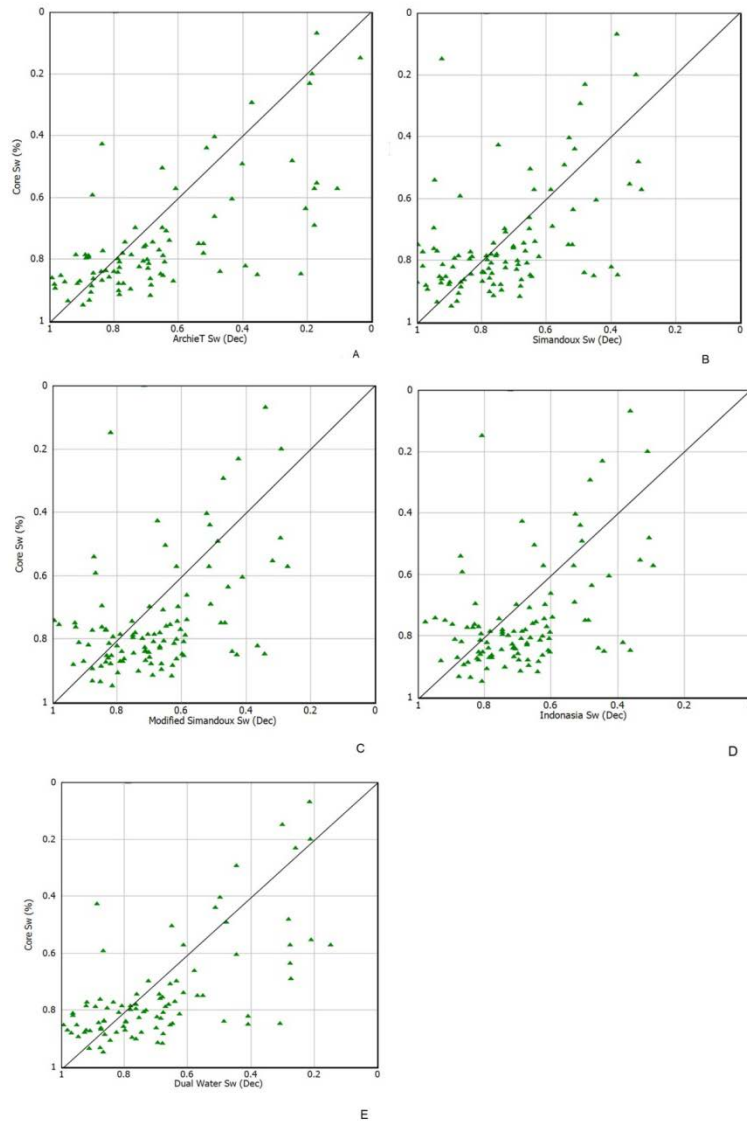 0
0.2
0.4
0.6
0.8
1
Core Sw (%)
1 0.8 0.6 0.4 0.2 0
ArchieT Sw (Dec)
A
0
0.2
0.4
0.6
0.8
1
1 0.8 0.6 0.4 0.2 0
Simandoux Sw (Dec)
B
0
0.2
0.4
0.6
0.8
1
Core Sw (%)
1 0.8 0.6 0.4 0.2 0
Modified Simandoux Sw (Dec)
C
0
0.2
0.4
0.6
0.8
1
Core Sw (%)
1 0.8 0.6 0.4 0.2
Indonasia Sw (Dec)
D
0
0.2
0.4
0.6
0.8
1
Core Sw (%)
1 0.8 0.6 0.4 0.2 0
Dual Water Sw (Dec)
E